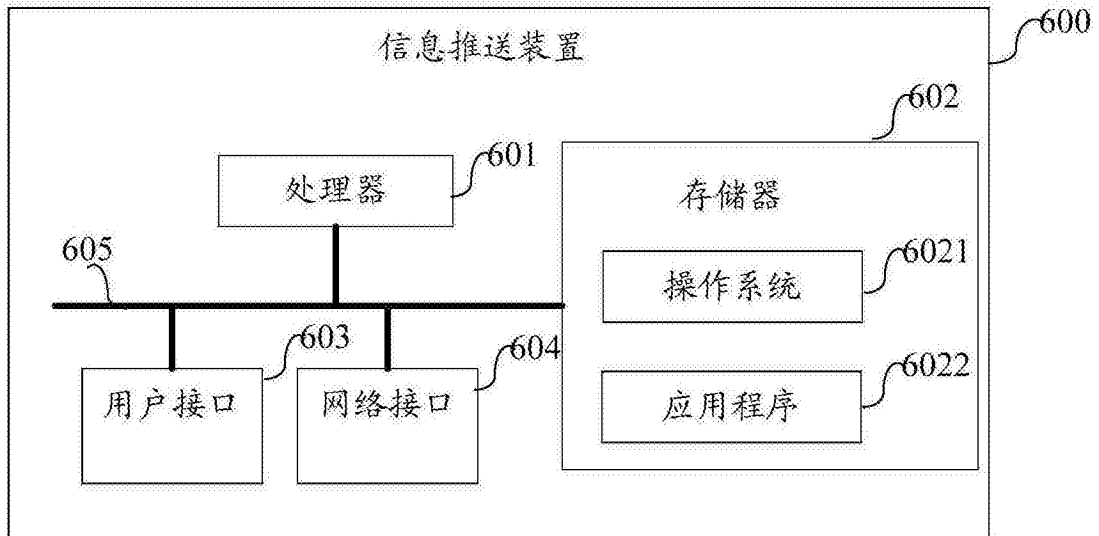 信息推送装置
600
602
601
处理器
存储器
605
6021
操作系统
603
604
用户接口
网络接口
6022
应用程序